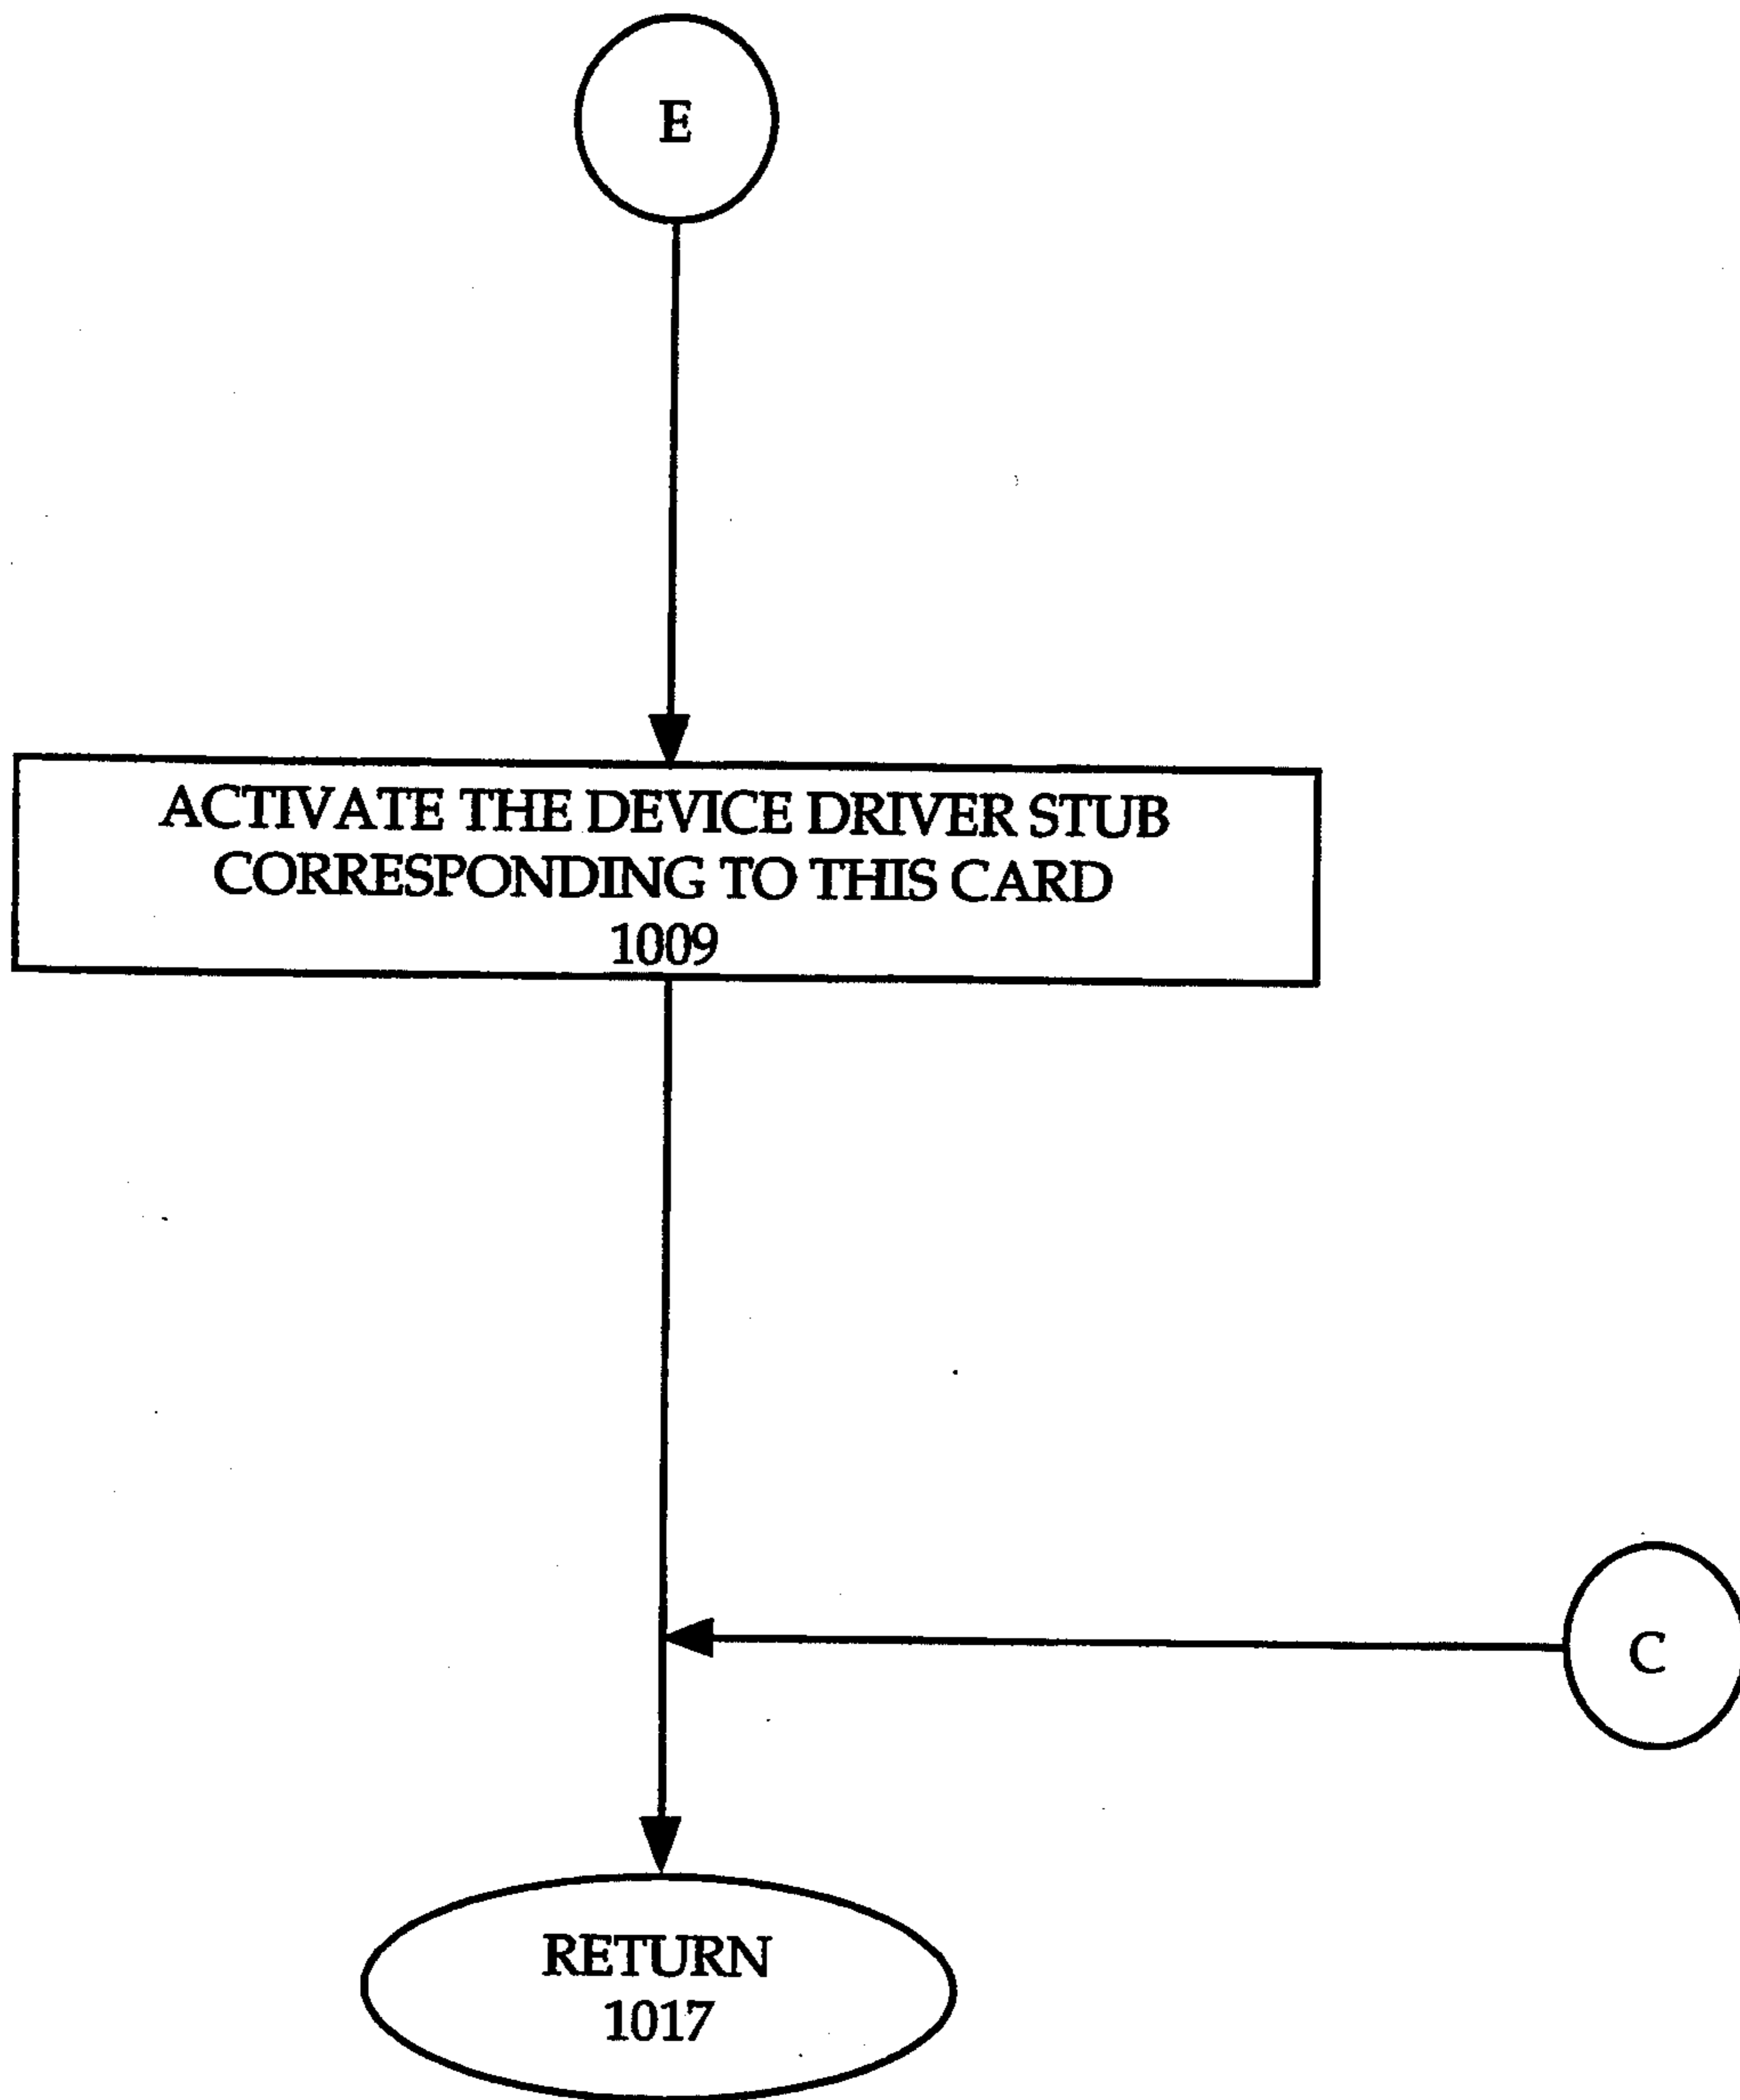 E
ACTIVATE THE DEVICE DRIVER STUB
CORRESPONDING TO THIS CARD
1009
C
RETURN
1017